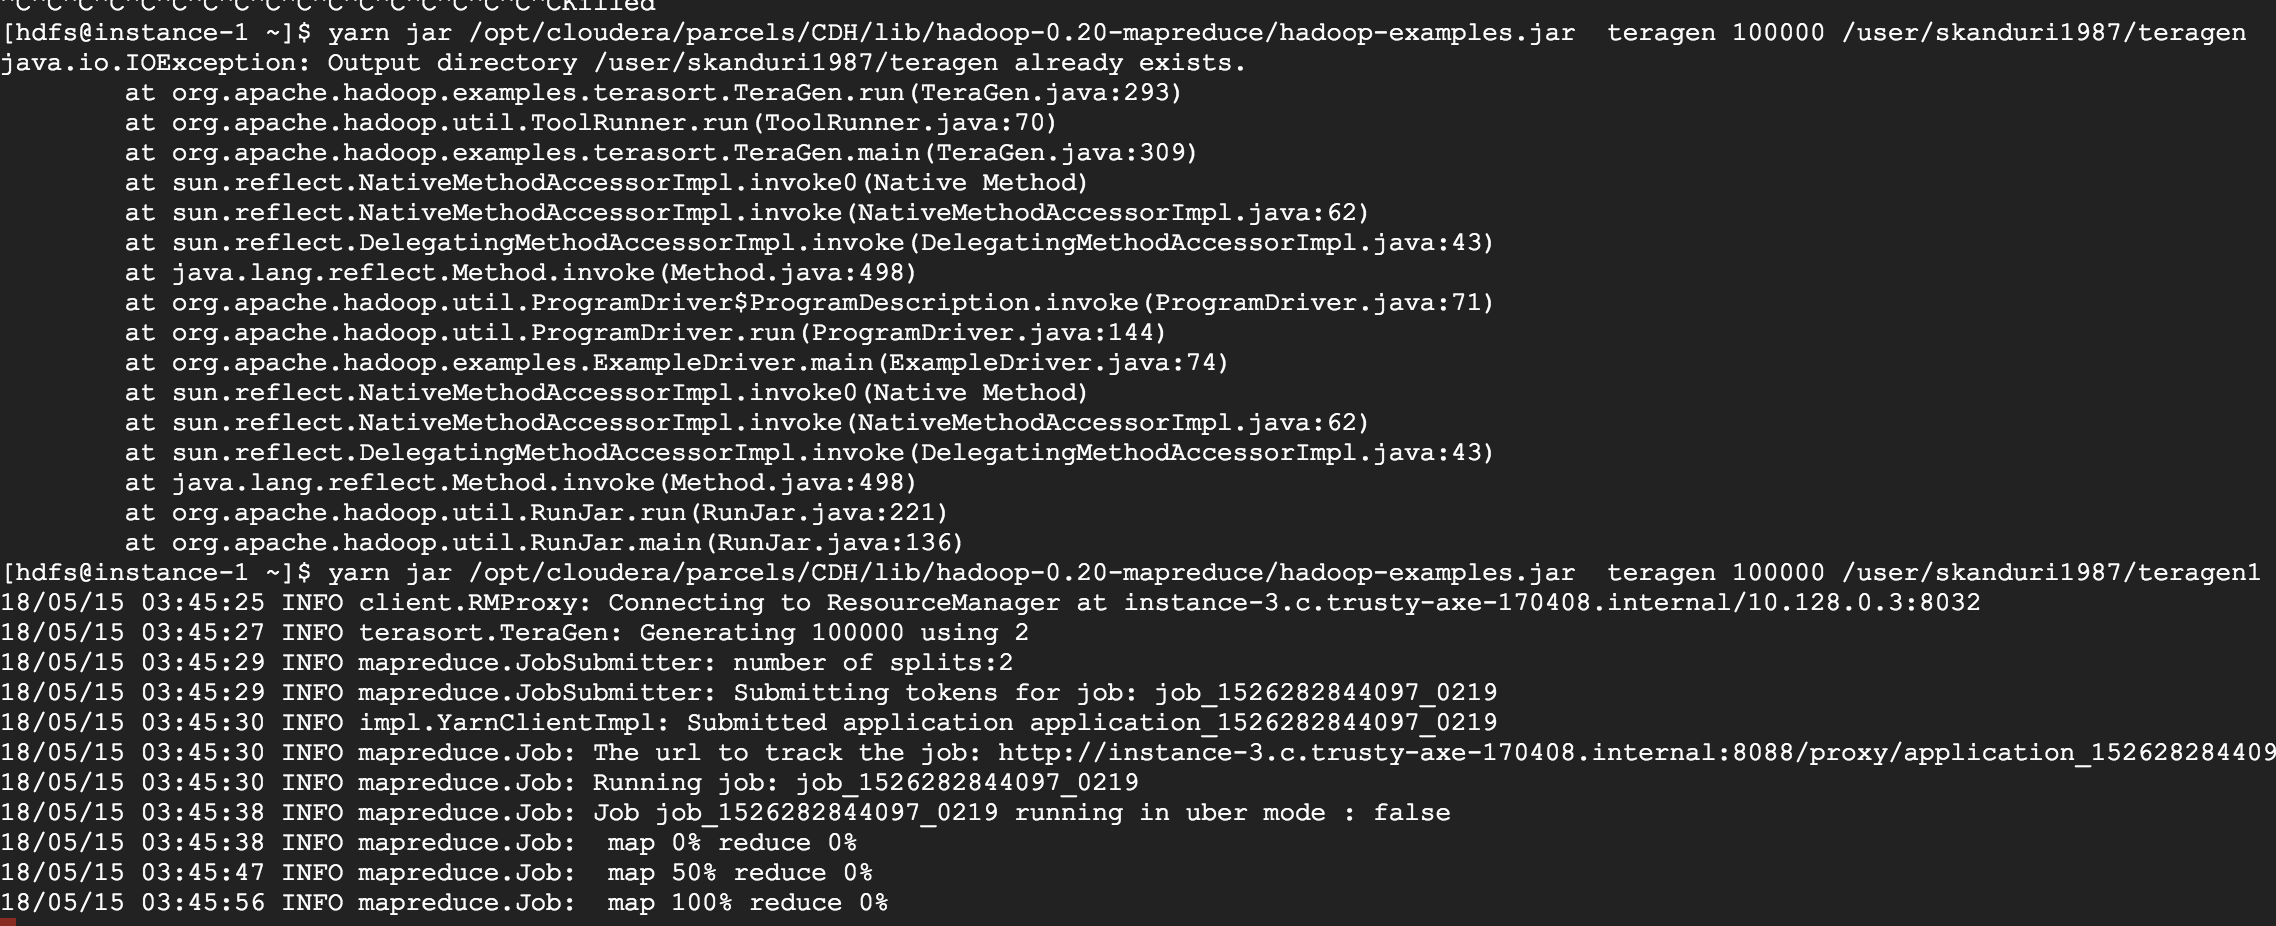 ^C^C^C^C^C^C^C^C^C^C^C^C^C^C^C^C^C^CKilled
[hdfs@instance-1 ~]$ yarn jar /opt/cloudera/parcels/CDH/lib/hadoop-0.20-mapreduce/hadoop-examples.jar  teragen 100000 /user/skanduri1987/teragen
java.io.IOException: Output directory /user/skanduri1987/teragen already exists.
        at org.apache.hadoop.examples.terasort.TeraGen.run(TeraGen.java:293)
        at org.apache.hadoop.util.ToolRunner.run(ToolRunner.java:70)
        at org.apache.hadoop.examples.terasort.TeraGen.main(TeraGen.java:309)
        at sun.reflect.NativeMethodAccessorImpl.invoke0(Native Method)
        at sun.reflect.NativeMethodAccessorImpl.invoke(NativeMethodAccessorImpl.java:62)
        at sun.reflect.DelegatingMethodAccessorImpl.invoke(DelegatingMethodAccessorImpl.java:43)
        at java.lang.reflect.Method.invoke(Method.java:498)
        at org.apache.hadoop.util.ProgramDriver$ProgramDescription.invoke(ProgramDriver.java:71)
        at org.apache.hadoop.util.ProgramDriver.run(ProgramDriver.java:144)
        at org.apache.hadoop.examples.ExampleDriver.main(ExampleDriver.java:74)
        at sun.reflect.NativeMethodAccessorImpl.invoke0(Native Method)
        at sun.reflect.NativeMethodAccessorImpl.invoke(NativeMethodAccessorImpl.java:62)
        at sun.reflect.DelegatingMethodAccessorImpl.invoke(DelegatingMethodAccessorImpl.java:43)
        at java.lang.reflect.Method.invoke(Method.java:498)
        at org.apache.hadoop.util.RunJar.run(RunJar.java:221)
        at org.apache.hadoop.util.RunJar.main(RunJar.java:136)
[hdfs@instance-1 ~]$ yarn jar /opt/cloudera/parcels/CDH/lib/hadoop-0.20-mapreduce/hadoop-examples.jar  teragen 100000 /user/skanduri1987/teragen1
18/05/15 03:45:25 INFO client.RMProxy: Connecting to ResourceManager at instance-3.c.trusty-axe-170408.internal/10.128.0.3:8032
18/05/15 03:45:27 INFO terasort.TeraGen: Generating 100000 using 2
18/05/15 03:45:29 INFO mapreduce.JobSubmitter: number of splits:2
18/05/15 03:45:29 INFO mapreduce.JobSubmitter: Submitting tokens for job: job_1526282844097_0219
18/05/15 03:45:30 INFO impl.YarnClientImpl: Submitted application application_1526282844097_0219
18/05/15 03:45:30 INFO mapreduce.Job: The url to track the job: http://instance-3.c.trusty-axe-170408.internal:8088/proxy/application_152628284409
18/05/15 03:45:30 INFO mapreduce.Job: Running job: job_1526282844097_0219
18/05/15 03:45:38 INFO mapreduce.Job: Job job_1526282844097_0219 running in uber mode : false
18/05/15 03:45:38 INFO mapreduce.Job:  map 0% reduce 0%
18/05/15 03:45:47 INFO mapreduce.Job:  map 50% reduce 0%
18/05/15 03:45:56 INFO mapreduce.Job:  map 100% reduce 0%